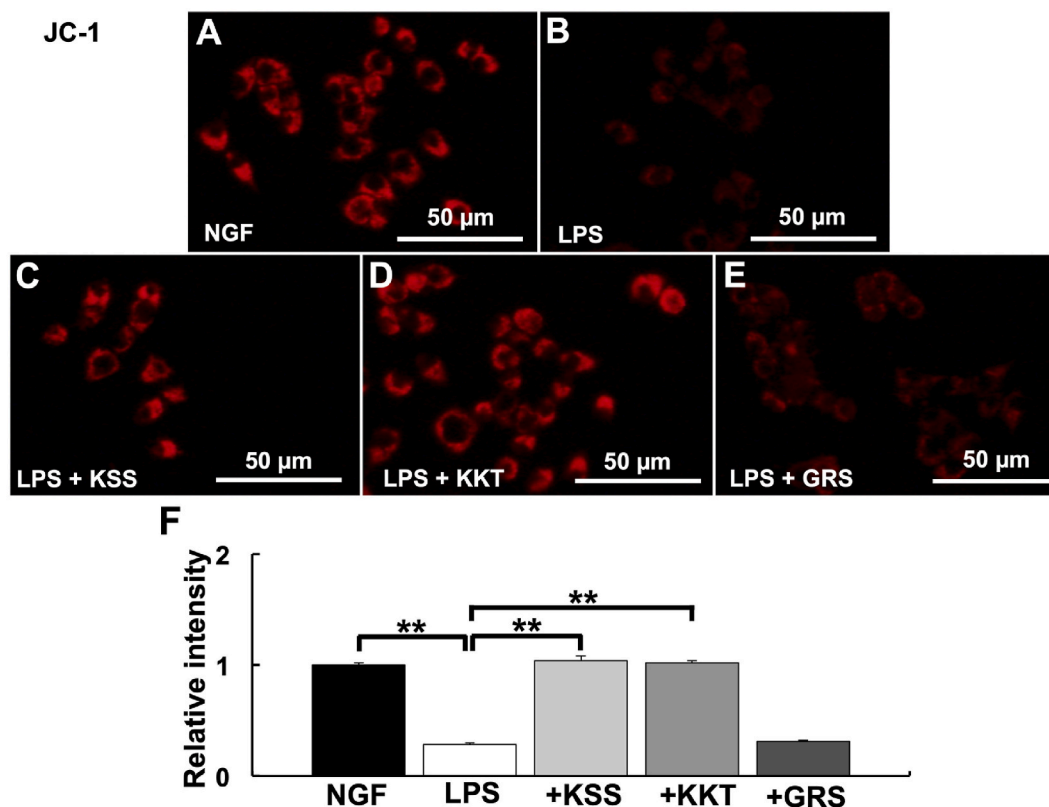 JC-1
A
NGF
50 µm
B
LPS
50 µm
C
LPS + KSS
50 µm
D
LPS + KKT
50 µm
E
LPS + GRS
50 µm
F
Relative intensity
2
1
0
**
**
**
NGF
LPS
+KSS
+KKT
+GRS